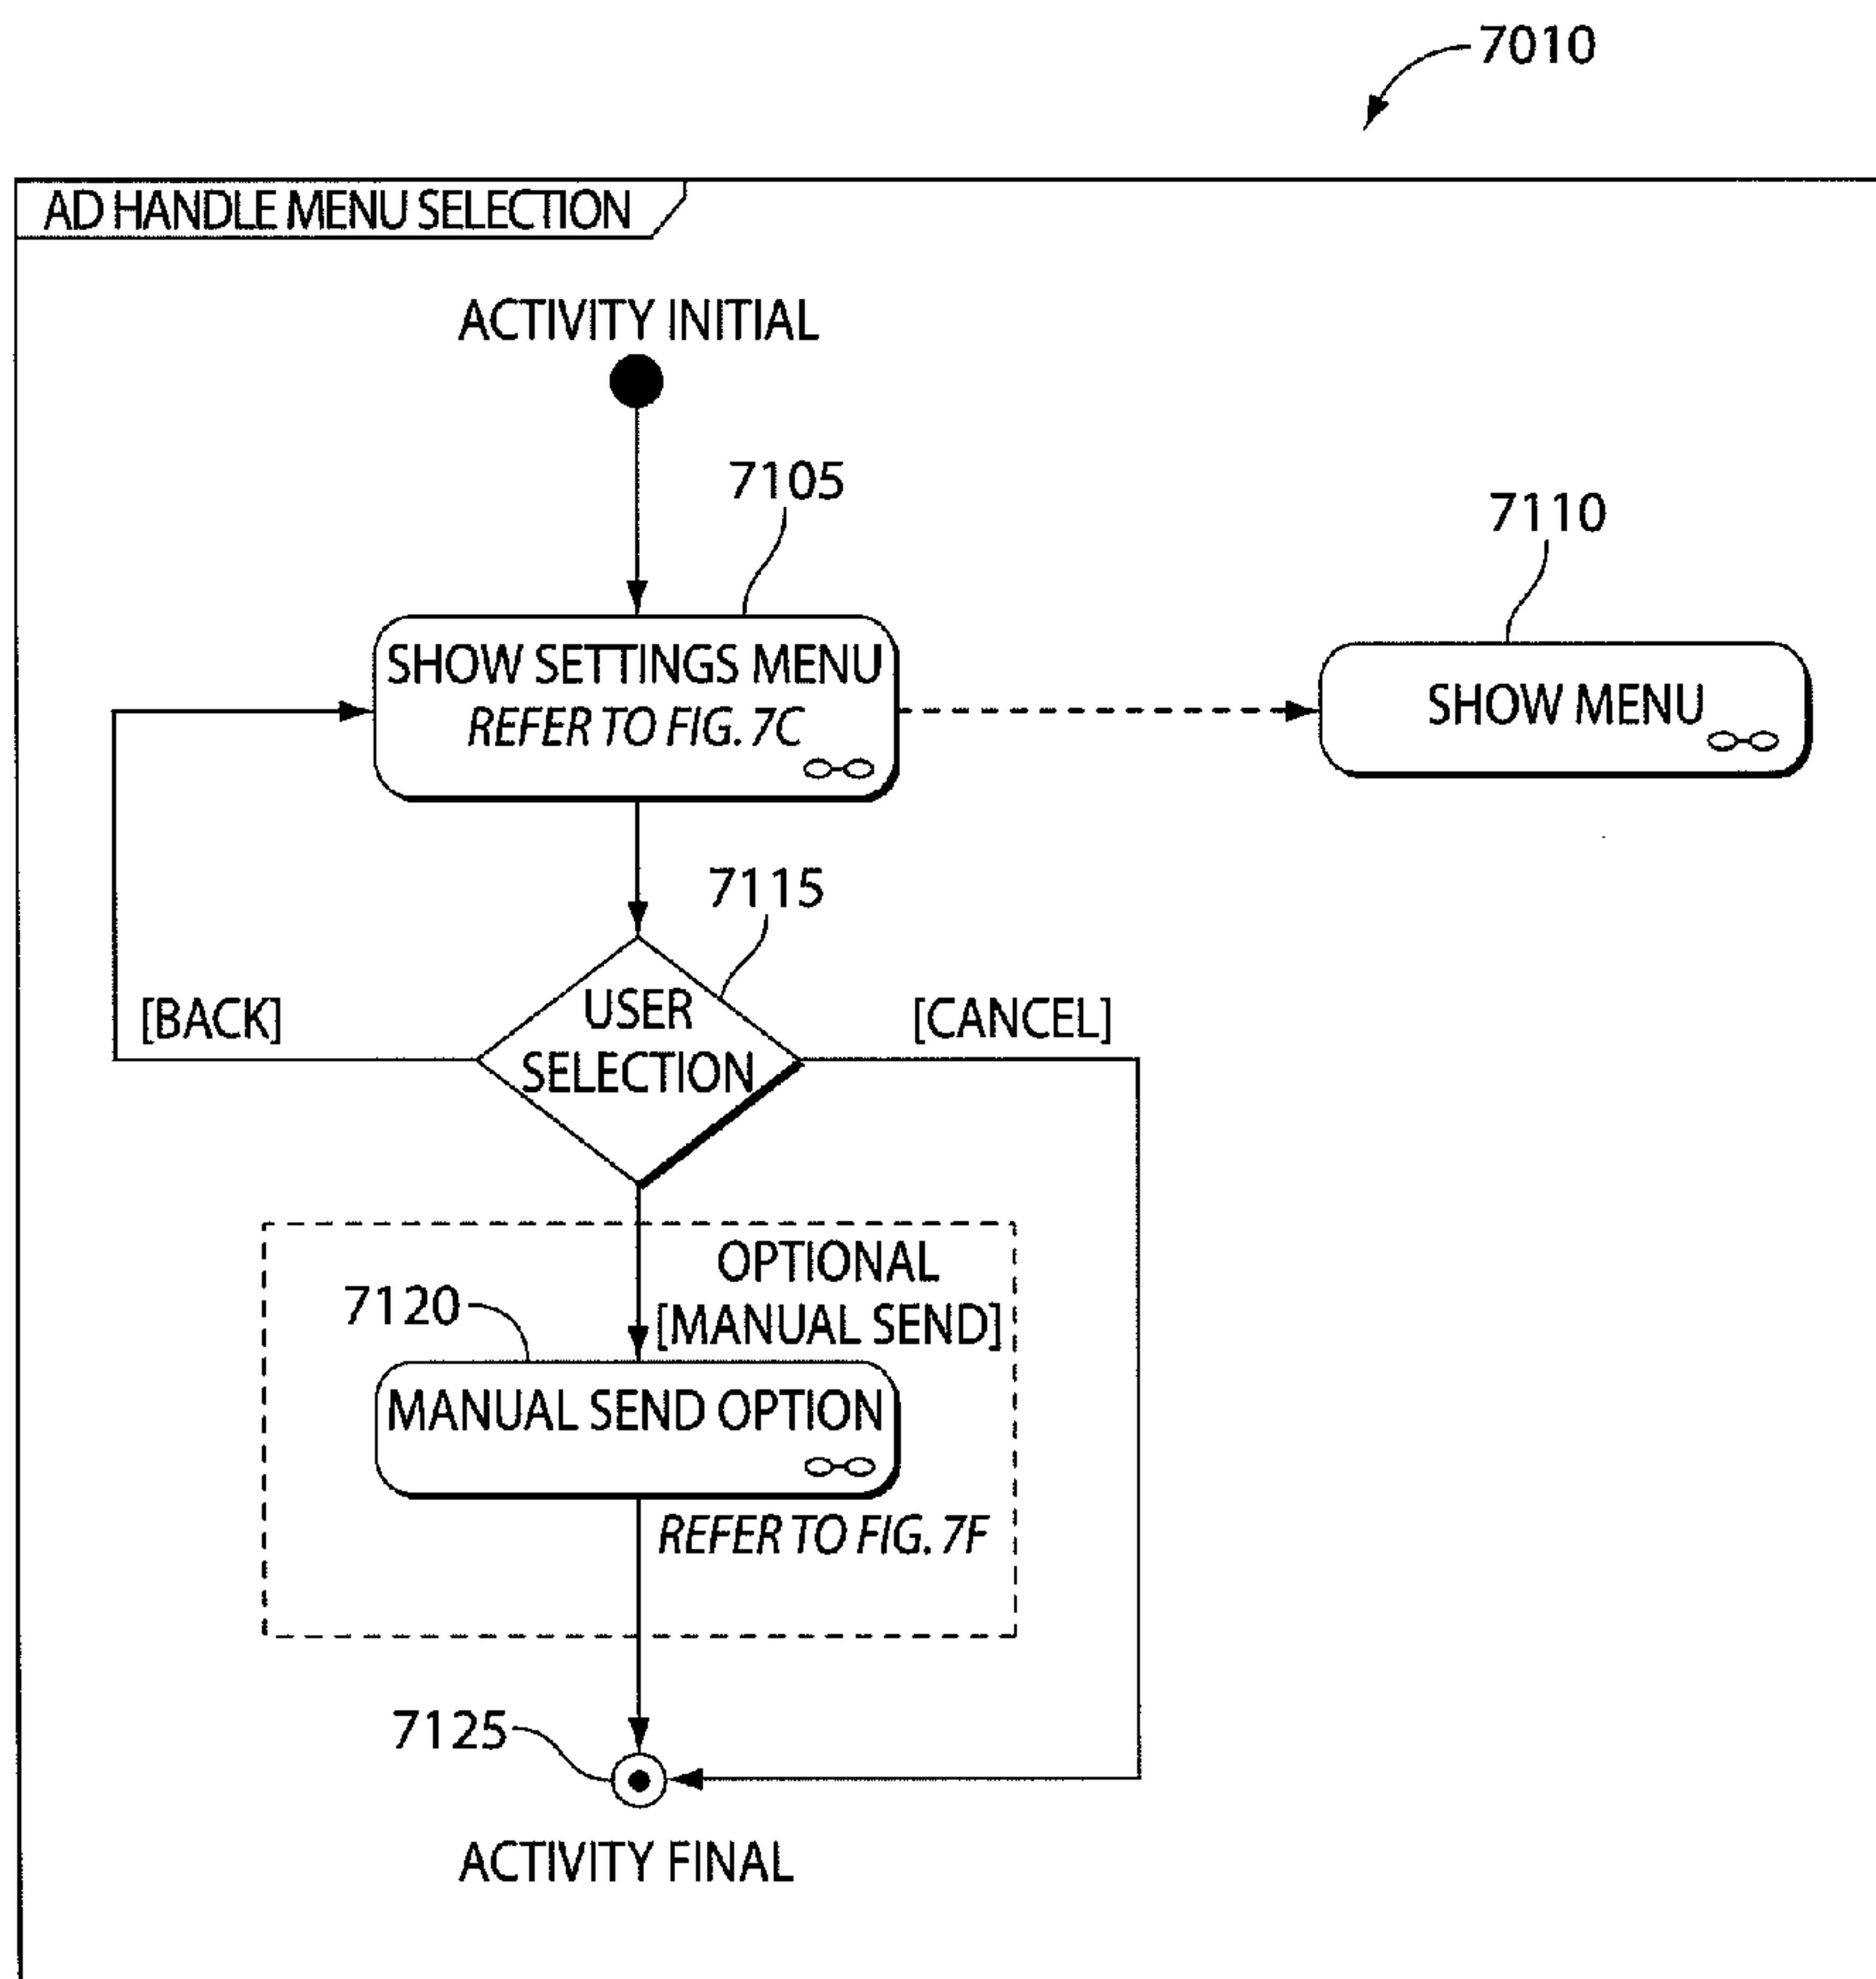 7010
AD HANDLE MENU SELECTION
ACTIVITY INITIAL
7105
7110
SHOW SETTINGS MENU
REFER TO FIG. 7C
SHOW MENU
7115
[BACK]
USER
SELECTION
[CANCEL]
OPTIONAL
7120
[MANUAL SEND]
MANUAL SEND OPTION
REFER TO FIG. 7F
7125
ACTIVITY FINAL